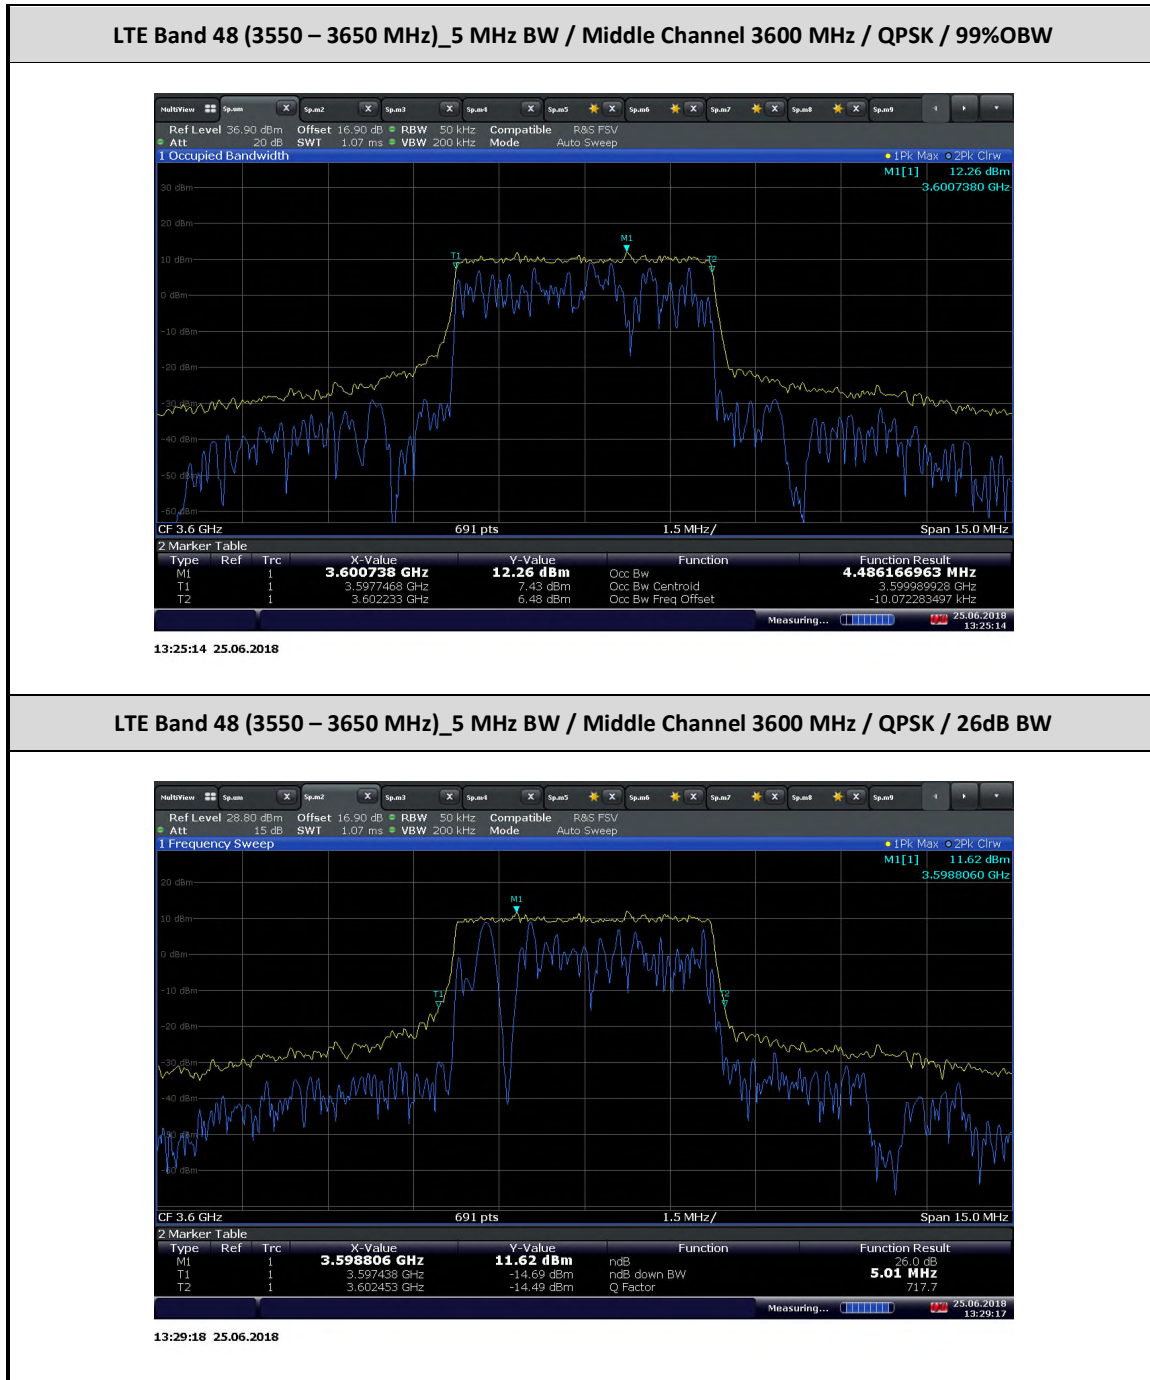 LTE Band 48 (3550 – 3650 MHz)_5 MHz BW / Middle Channel 3600 MHz / QPSK / 99%OBW
MultiView Sp.um X Sp.m2 X Sp.m3 X Sp.m4 X Sp.m5 X Sp.m6 X Sp.m7 X Sp.m8 X Sp.m9
Ref Level 36.90 dBm Offset 16.90 dB RBW 50 kHz Compatible R&S FSV
Att 20 dB SWT 1.07 ms VBW 200 kHz Mode Auto Sweep
1 Occupied Bandwidth 1Pk Max 2Pk Clrw
M1[1] 12.26 dBm
30 dBm 3.6007380 GHz
20 dBm
M1
10 dBm T1 T2
0 dBm
-10 dBm
-20 dBm
-30 dBm
-40 dBm
-50 dBm
-60 dBm
CF 3.6 GHz 691 pts 1.5 MHz/ Span 15.0 MHz
2 Marker Table
Type Ref Trc X-Value Y-Value Function Function Result
M1 1 3.600738 GHz 12.26 dBm Occ Bw 4.486166963 MHz
T1 1 3.5977468 GHz 7.43 dBm Occ Bw Centroid 3.599989928 GHz
T2 1 3.602233 GHz 6.48 dBm Occ Bw Freq Offset -10.072283497 kHz
Measuring... 25.06.2018
13:25:14
13:25:14 25.06.2018
LTE Band 48 (3550 – 3650 MHz)_5 MHz BW / Middle Channel 3600 MHz / QPSK / 26dB BW
MultiView Sp.um X Sp.m2 X Sp.m3 X Sp.m4 X Sp.m5 X Sp.m6 X Sp.m7 X Sp.m8 X Sp.m9
Ref Level 28.80 dBm Offset 16.90 dB RBW 50 kHz Compatible R&S FSV
Att 15 dB SWT 1.07 ms VBW 200 kHz Mode Auto Sweep
1 Frequency Sweep 1Pk Max 2Pk Clrw
M1[1] 11.62 dBm
3.5988060 GHz
20 dBm
M1
10 dBm
0 dBm
-10 dBm T1 T2
-20 dBm
-30 dBm
-40 dBm
-50 dBm
-60 dBm
CF 3.6 GHz 691 pts 1.5 MHz/ Span 15.0 MHz
2 Marker Table
Type Ref Trc X-Value Y-Value Function Function Result
M1 1 3.598806 GHz 11.62 dBm ndB 26.0 dB
T1 1 3.597438 GHz -14.69 dBm ndB down BW 5.01 MHz
T2 1 3.602453 GHz -14.49 dBm Q Factor 717.7
Measuring... 25.06.2018
13:29:17
13:29:18 25.06.2018